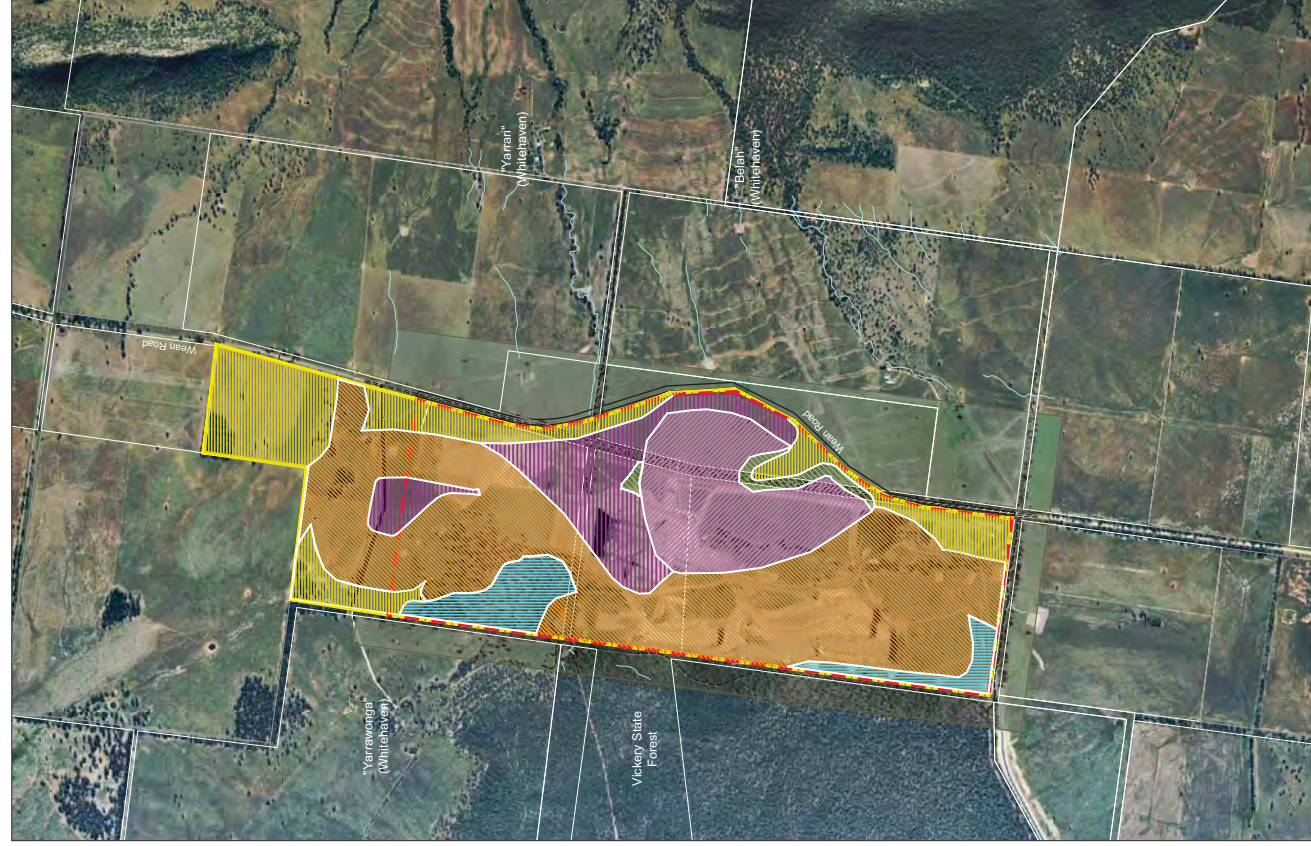 Wean Road
"Yarrari"
(Whitehaven)
"Belah"
(Whitehaven)
Wean Road
"Yarrawonga"
(Whitehaven)
Vickery State
Forest